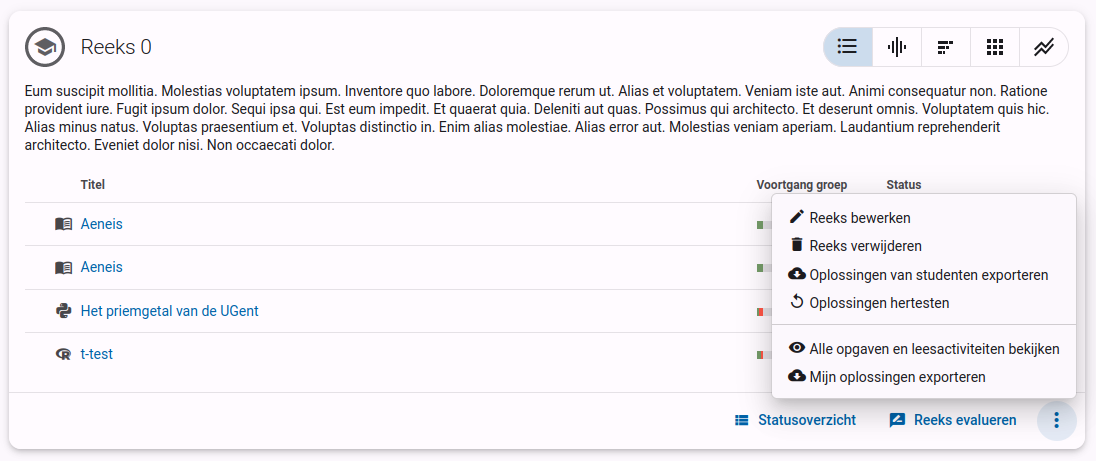 Reeks 0
Eum suscipit mollitia. Molestias voluptatem ipsum. Inventore quo labore. Doloremque rerum ut. Alias et voluptatem. Veniam iste aut. Animi consequatur non. Ratione
provident iure. Fugit ipsum dolor. Sequi ipsa qui. Est eum impedit. Et quaerat quia. Deleniti aut quas. Possimus qui architecto. Et deserunt omnis. Voluptatem quis hic.
Alias minus natus. Voluptas praesentium et. Voluptas distinctio in. Enim alias molestiae. Alias error aut. Molestias veniam aperiam. Laudantium reprehenderit
architecto. Eveniet dolor nisi. Non occaecati dolor.
Titel Voortgang groep Status
Aeneis
Aeneis
Het priemgetal van de UGent
t-test
Reeks bewerken
Reeks verwijderen
Oplossingen van studenten exporteren
Oplossingen hertesten
Alle opgaven en leesactiviteiten bekijken
Mijn oplossingen exporteren
Statusoverzicht Reeks evalueren